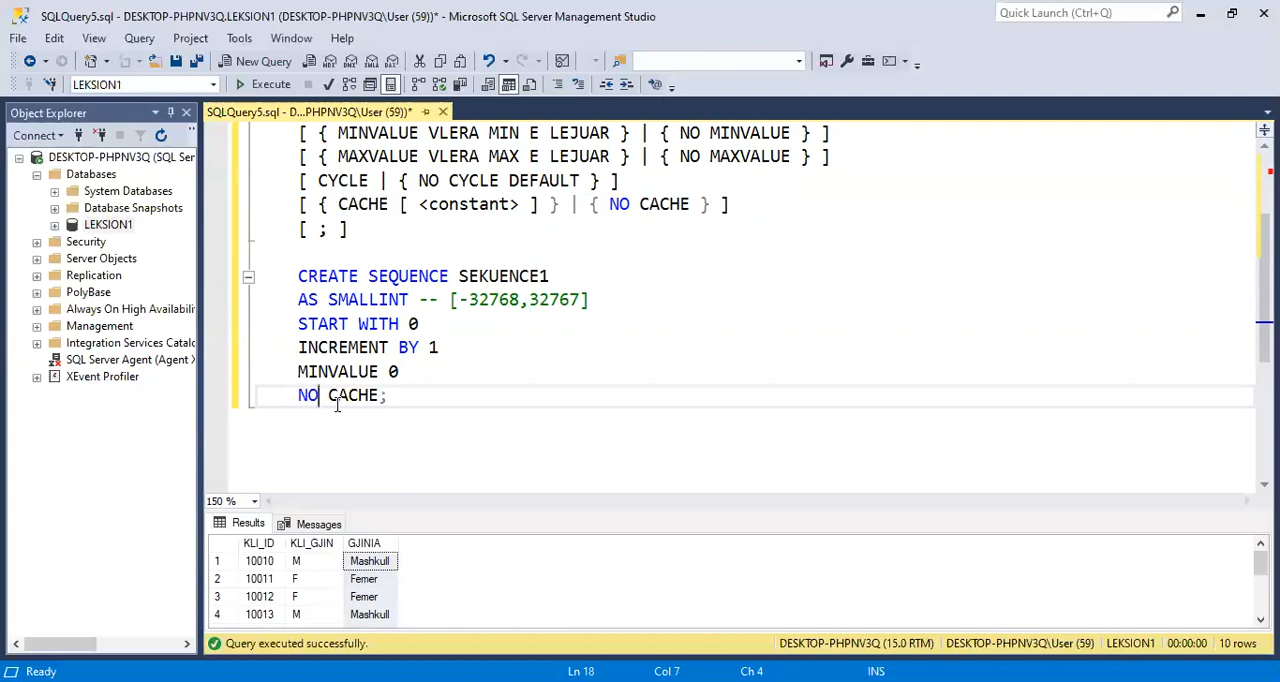 SQLQuery5.sql - DESKTOP-PHPNV3Q.LEKSION1 (DESKTOP-PHPNV3Q\User (59))* - Microsoft SQL Server Management Studio
Quick Launch (Ctrl+Q)
File Edit View Query Project Tools Window Help
New Query
LEKSION1 Execute
Object Explorer
SQLQuery5.sql - D...PHPNV3Q\User (59))*
Connect
DESKTOP-PHPNV3Q (SQL Ser
Databases
System Databases
Database Snapshots
LEKSION1
Security
Server Objects
Replication
PolyBase
Always On High Availabili
Management
Integration Services Catal
SQL Server Agent (Agent X
XEvent Profiler
[ { MINVALUE VLERA MIN E LEJUAR } | { NO MINVALUE } ]
[ { MAXVALUE VLERA MAX E LEJUAR } | { NO MAXVALUE } ]
[ CYCLE | { NO CYCLE DEFAULT } ]
[ { CACHE [ <constant> ] } | { NO CACHE } ]
[ ; ]
CREATE SEQUENCE SEKUENCE1
AS SMALLINT -- [-32768,32767]
START WITH 0
INCREMENT BY 1
MINVALUE 0
NO CACHE;
150 %
Results Messages
KLI_ID KLI_GJIN GJINIA
1 10010 M Mashkull
2 10011 F Femer
3 10012 F Femer
4 10013 M Mashkull
Query executed successfully. DESKTOP-PHPNV3Q (15.0 RTM) DESKTOP-PHPNV3Q\User (59) LEKSION1 00:00:00 10 rows
Ready Ln 18 Col 7 Ch 4 INS